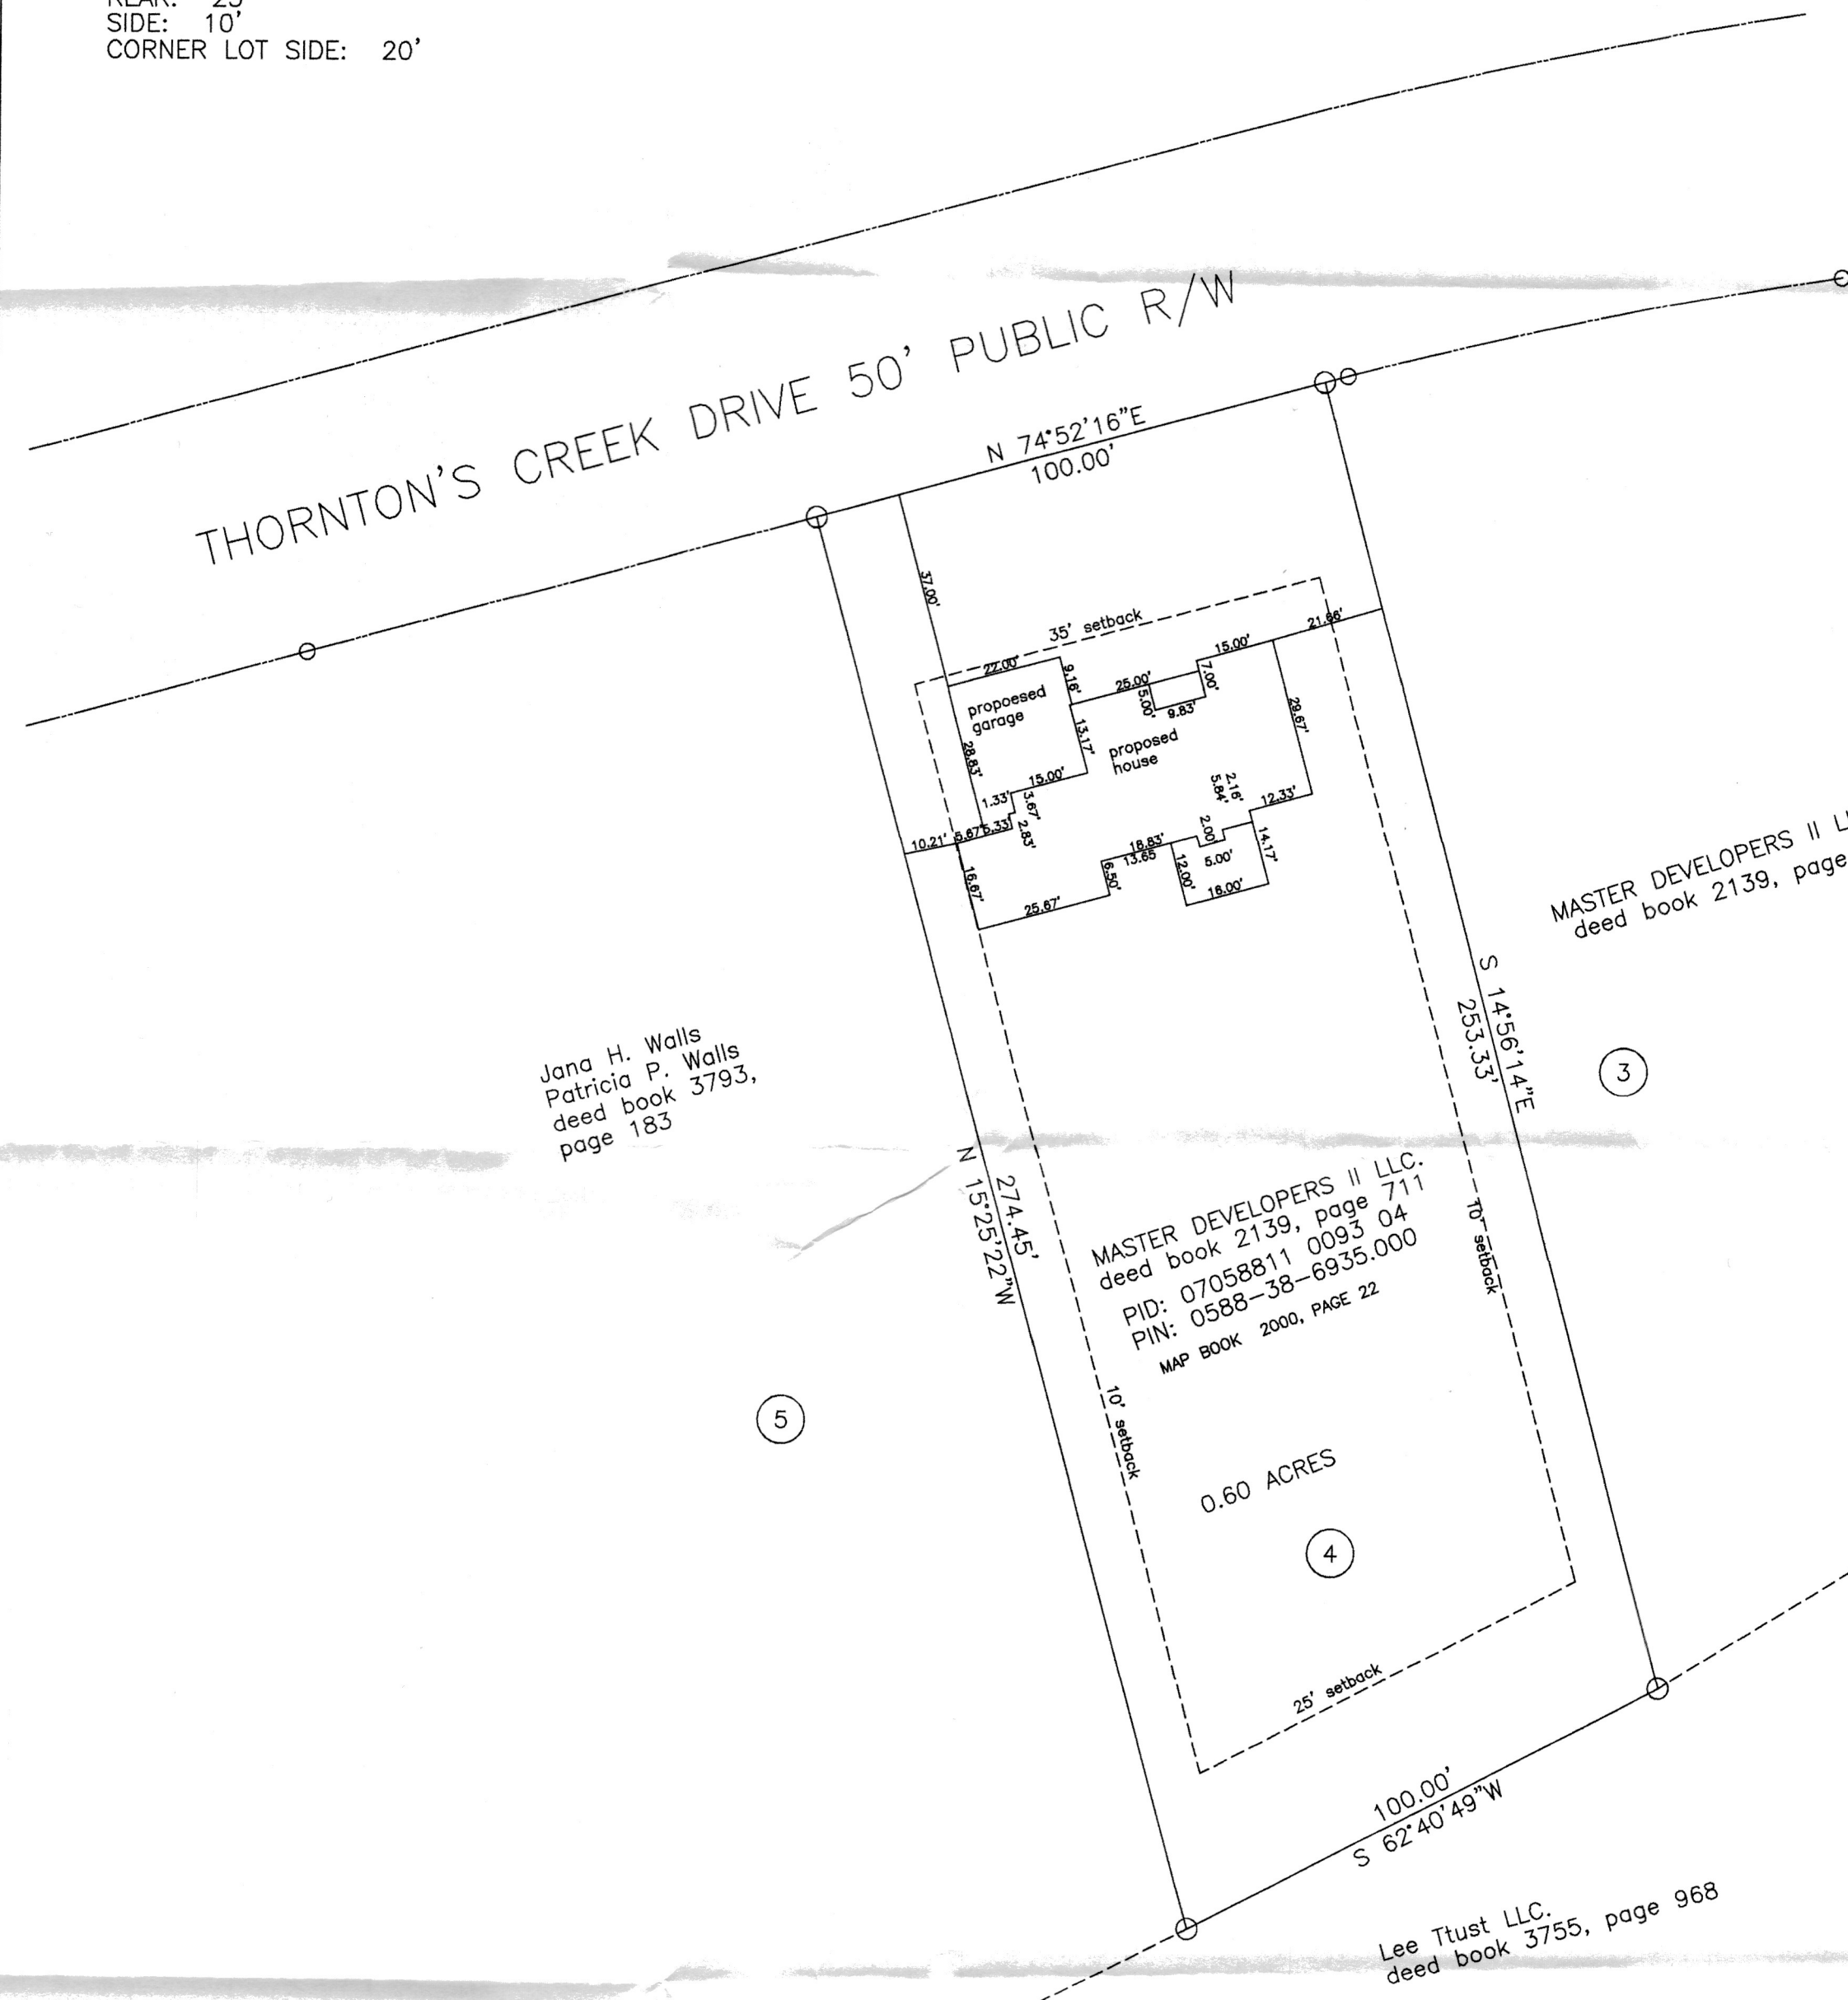 SIDE: 10'
CORNER LOT SIDE: 20'
THORNTON'S CREEK DRIVE 50' PUBLIC R/W
N 74°52'16"E
100.00'
37.00'
35' setback
21.66'
15.00'
22.00'
9.16'
25.00'
7.00'
5.00'
9.83'
propoesed
garage
13.17'
proposed
house
29.67'
28.83'
15.00'
1.33'
3.67'
2.83'
2.16'
5.84'
12.33'
10.21'
5.67'
5.33'
18.83'
13.65
2.00'
14.17'
5.00'
6.50'
12.00'
16.00'
16.67'
25.67'
MASTER DEVELOPERS II
deed book 2139, page
S 14°56'14"E
253.33'
3
Jana H. Walls
Patricia P. Walls
deed book 3793,
page 183
N 15°25'22"W
274.45'
MASTER DEVELOPERS II LLC.
deed book 2139, page 711
PID: 07058811 0093 04
PIN: 0588-38-6935.000
MAP BOOK 2000, PAGE 22
10' setback
10' setback
5
0.60 ACRES
4
25' setback
100.00'
S 62°40'49"W
Lee Ttust LLC.
deed book 3755, page 968